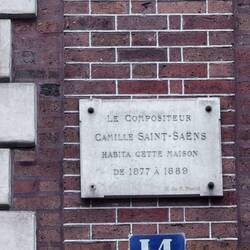 LE COMPOSITEUR
CAMILLE SAINT-SAËNS
HABITA CETTE MAISON
DE 1877 À 1889
14